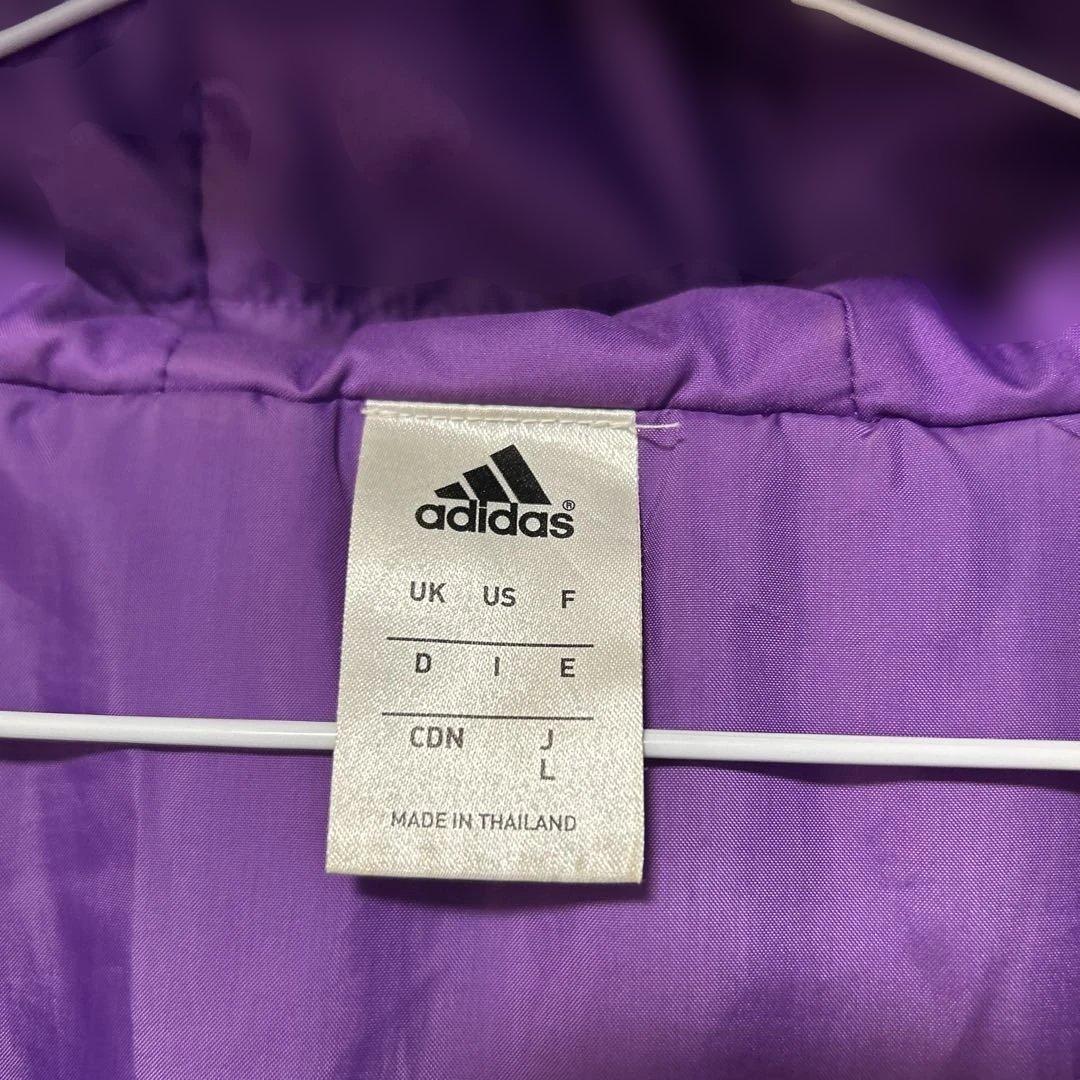 adidas®
UK US F
D I E
CDN J
L
MADE IN THAILAND